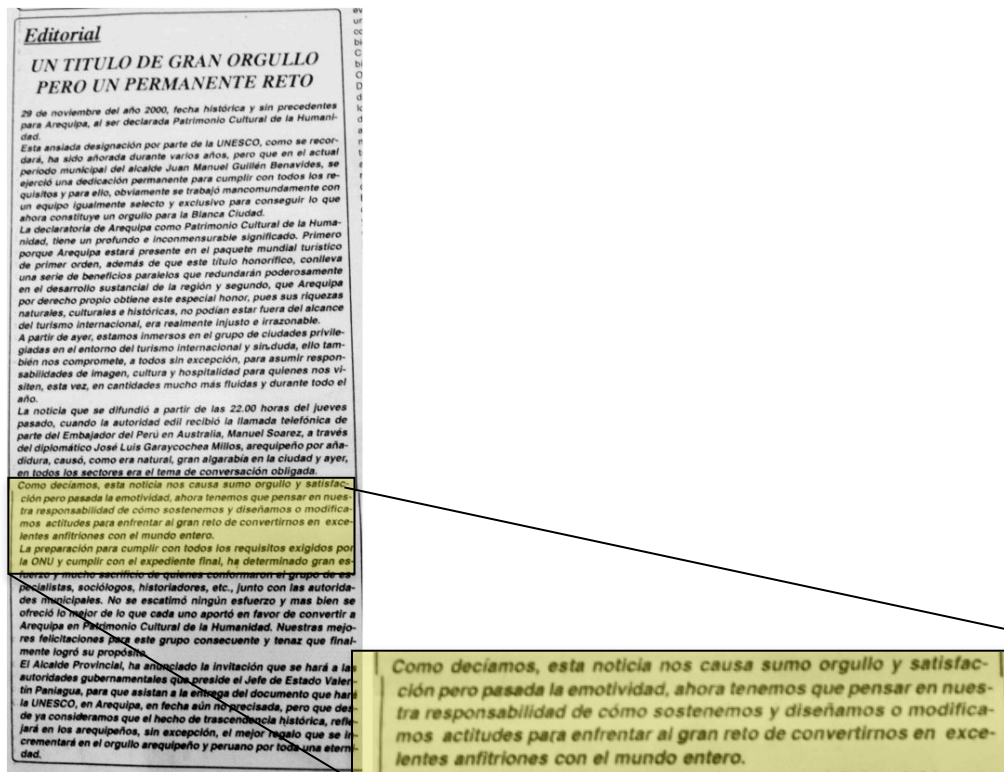 Editorial
UN TITULO DE GRAN ORGULLO
PERO UN PERMANENTE RETO
29 de noviembre del año 2000, fecha histórica y sin precedentes
para Arequipa, al ser declarada Patrimonio Cultural de la Humani-
dad.
Esta ansiada designación por parte de la UNESCO, como se recor-
dará, ha sido añorada durante varios años, pero que en el actual
período municipal del alcalde Juan Manuel Guillén Benavides, se
ejerció una dedicación permanente para cumplir con todos los re-
quisitos y para ello, obviamente se trabajó mancomundamente con
un equipo igualmente selecto y exclusivo para conseguir lo que
ahora constituye un orgullo para la Blanca Ciudad.
La declaratoria de Arequipa como Patrimonio Cultural de la Huma-
nidad, tiene un profundo e inconmensurable significado. Primero
porque Arequipa estará presente en el paquete mundial turístico
de primer orden, además de que este título honorífico, conlleva
una serie de beneficios paralelos que redundarán poderosamente
en el desarrollo sustancial de la región y segundo, que Arequipa
por derecho propio obtiene este especial honor, pues sus riquezas
naturales, culturales e históricas, no podían estar fuera del alcance
del turismo internacional, era realmente injusto e irrazonable.
A partir de ayer, estamos inmersos en el grupo de ciudades privile-
giadas en el entorno del turismo internacional y sin duda, ello tam-
bién nos compromete, a todos sin excepción, para asumir respon-
sabilidades de imagen, cultura y hospitalidad para quienes nos vi-
siten, esta vez, en cantidades mucho más fluidas y durante todo el
año.
La noticia que se difundió a partir de las 22.00 horas del jueves
pasado, cuando la autoridad edil recibió la llamada telefónica de
parte del Embajador del Perú en Australia, Manuel Soarez, a través
del diplomático José Luis Garaycochea Millos, arequipeño por aña-
didura, causó, como era natural, gran algarabía en la ciudad y ayer,
en todos los sectores era el tema de conversación obligada.
Como decíamos, esta noticia nos causa sumo orgullo y satisfac-
ción pero pasada la emotividad, ahora tenemos que pensar en nues-
tra responsabilidad de cómo sostenemos y diseñamos o modifica-
mos actitudes para enfrentar al gran reto de convertirnos en exce-
lentes anfitriones con el mundo entero.
La preparación para cumplir con todos los requisitos exigidos por
la ONU y cumplir con el expediente final, ha determinado gran es-
fuerzo y mucho sacrificio de quienes conformaron el grupo de es-
pecialistas, sociólogos, historiadores, etc., junto con las autorida-
des municipales. No se escatimó ningún esfuerzo y mas bien se
ofreció lo mejor de lo que cada uno aportó en favor de convertir a
Arequipa en Patrimonio Cultural de la Humanidad. Nuestras mejo-
res felicitaciones para este grupo consecuente y tenaz que final-
mente logró su propósito.
El Alcalde Provincial, ha anunciado la invitación que se hará a las
autoridades gubernamentales que preside el Jefe de Estado Valen-
tín Paniagua, para que asistan a la entrega del documento que hará
la UNESCO, en Arequipa, en fecha aún no precisada, pero que des-
de ya consideramos que el hecho de trascendencia histórica, refle-
jará en los arequipeños, sin excepción, el mejor regalo que se in-
crementará en el orgullo arequipeño y peruano por toda una eterni-
dad.
Como decíamos, esta noticia nos causa sumo orgullo y satisfac-
ción pero pasada la emotividad, ahora tenemos que pensar en nues-
tra responsabilidad de cómo sostenemos y diseñamos o modifica-
mos actitudes para enfrentar al gran reto de convertirnos en exce-
lentes anfitriones con el mundo entero.